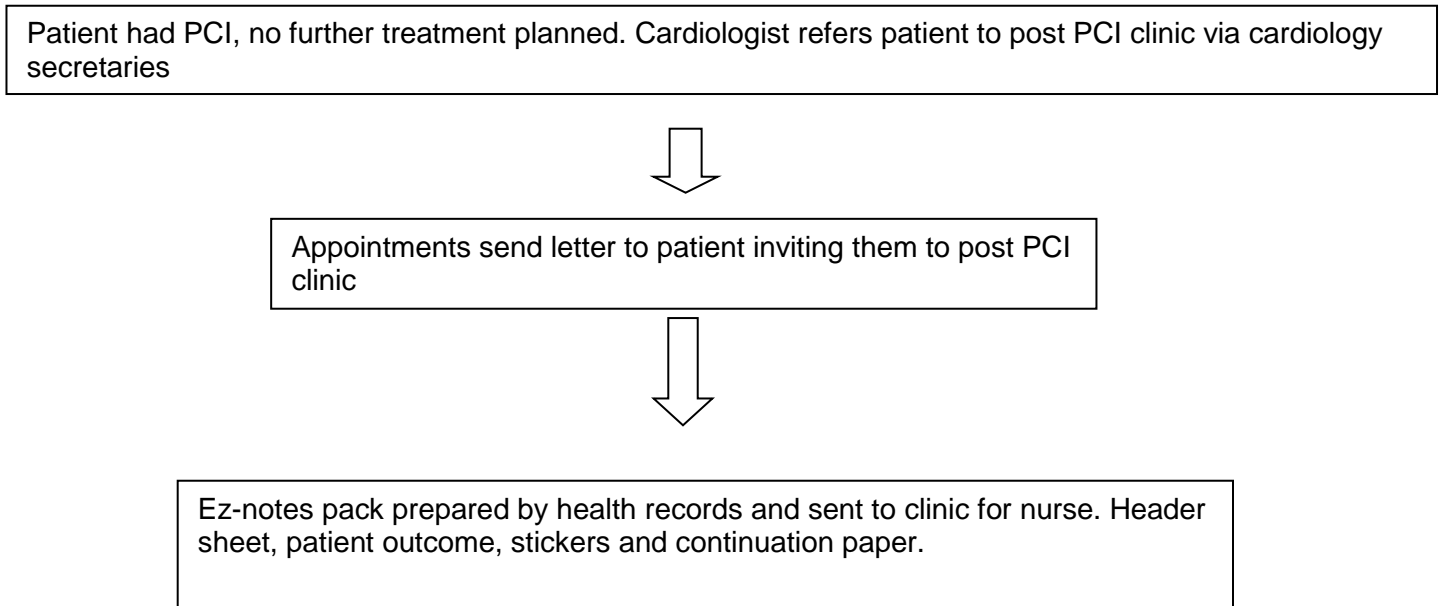 Patient had PCI, no further treatment planned. Cardiologist refers patient to post PCI clinic via cardiology
secretaries
Appointments send letter to patient inviting them to post PCI
clinic
Ez-notes pack prepared by health records and sent to clinic for nurse. Header
sheet, patient outcome, stickers and continuation paper.